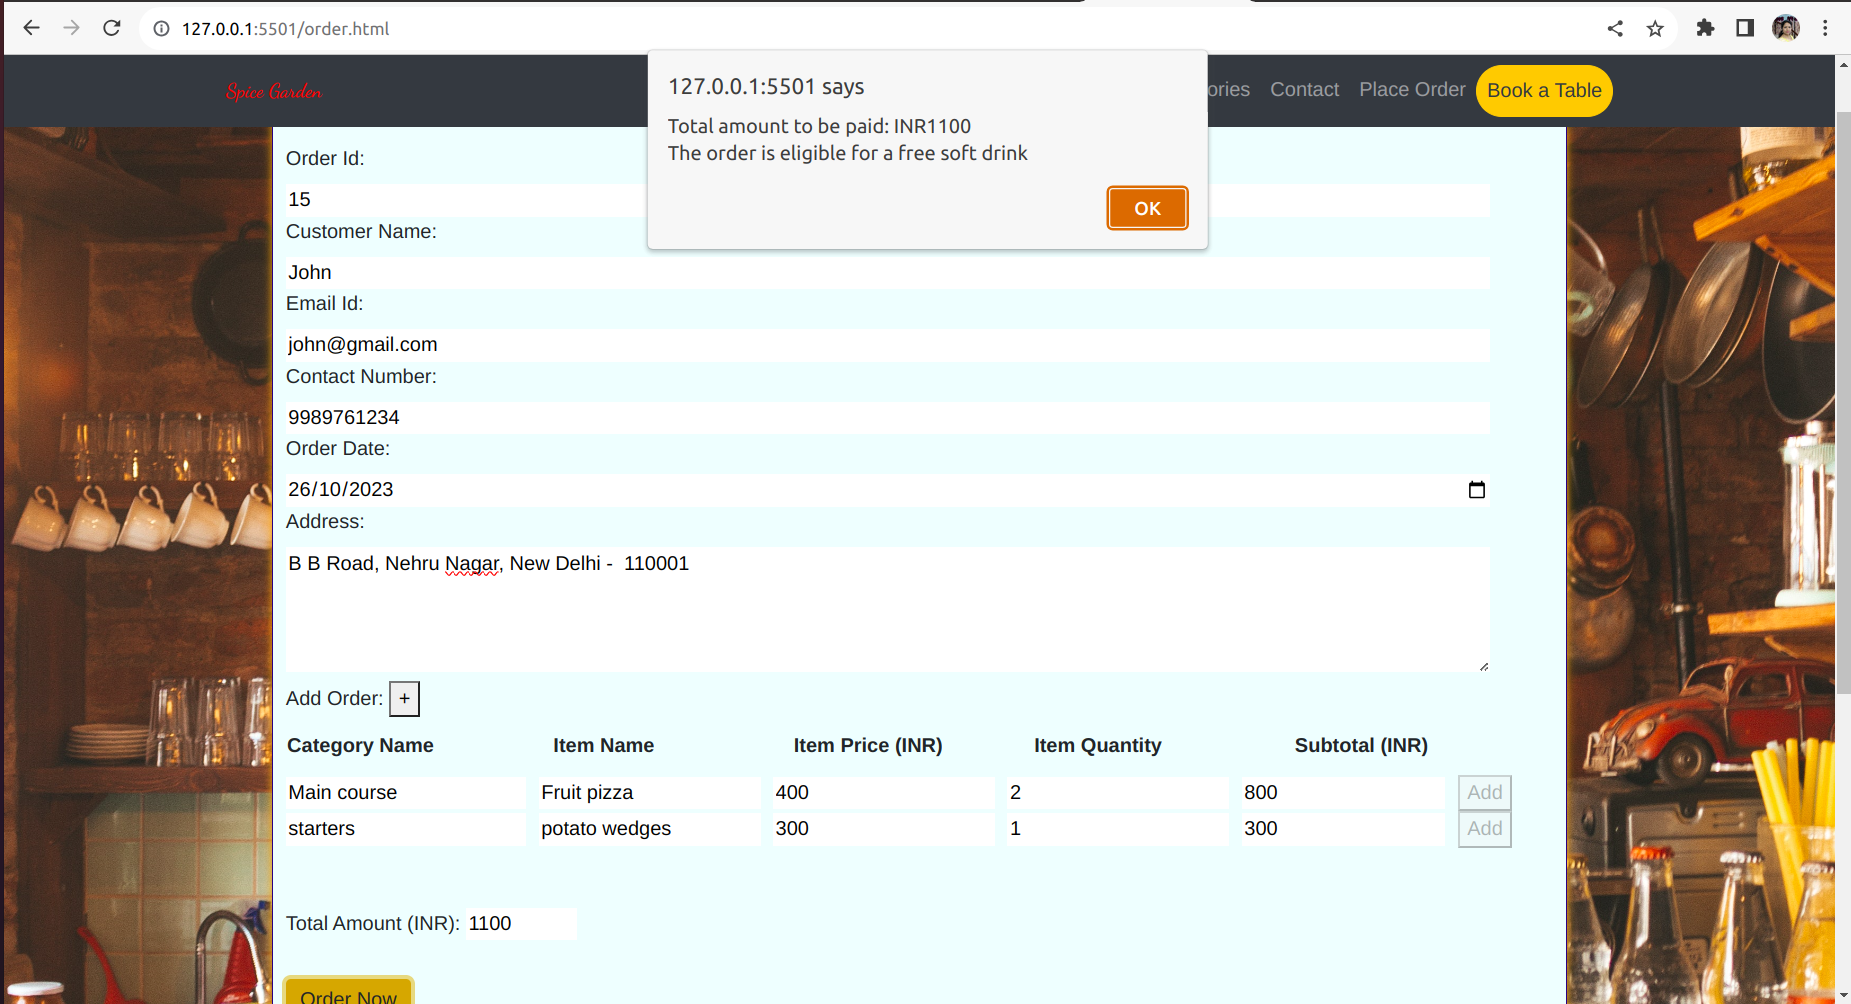 127.0.0.1:5501/order.html
Spice Garden
ories Contact Place Order Book a Table
127.0.0.1:5501 says
Total amount to be paid: INR1100
The order is eligible for a free soft drink
OK
Order Id:
15
Customer Name:
John
Email Id:
john@gmail.com
Contact Number:
9989761234
Order Date:
26/10/2023
Address:
B B Road, Nehru Nagar, New Delhi -  110001
Add Order: +
Category Name Item Name Item Price (INR) Item Quantity Subtotal (INR)
Main course Fruit pizza 400 2 800 Add
starters potato wedges 300 1 300 Add
Total Amount (INR): 1100
Order Now